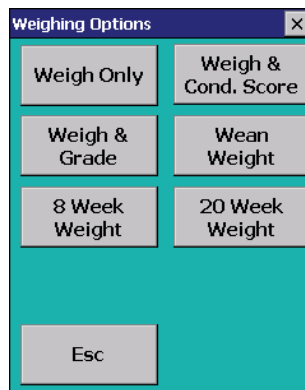 Weighing Options
Weigh Only
Weigh &
Cond. Score
Weigh &
Grade
Wean
Weight
8 Week
Weight
20 Week
Weight
Esc